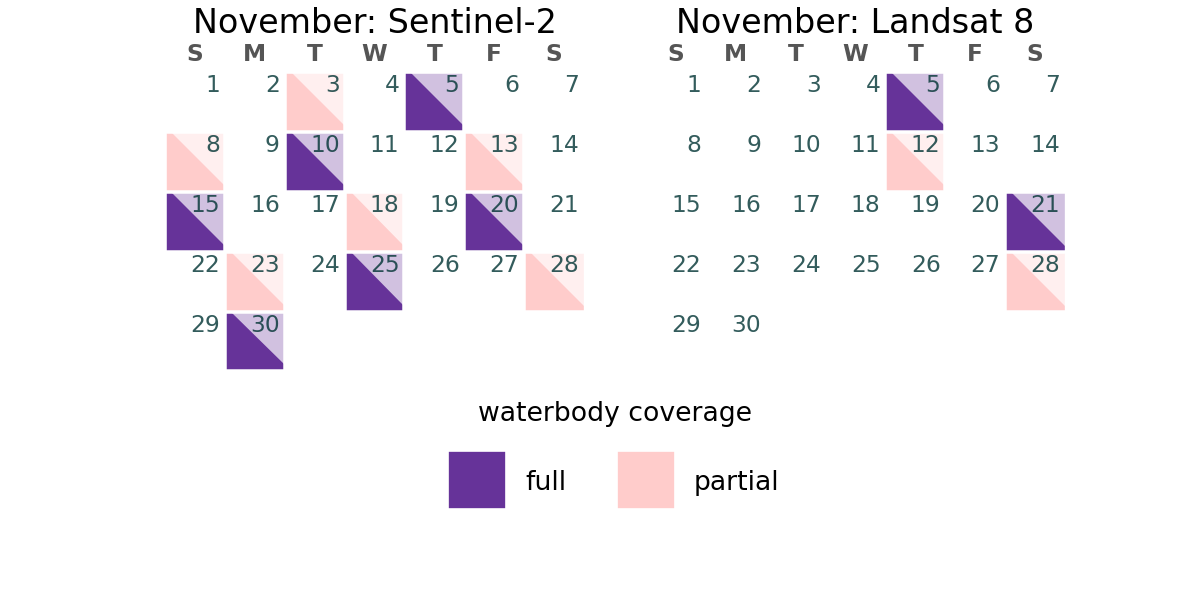 November: Sentinel-2
S M T W T F S
1 2 3 4 5 6 7
8 9 10 11 12 13 14
15 16 17 18 19 20 21
22 23 24 25 26 27 28
29 30
November: Landsat 8
S M T W T F S
1 2 3 4 5 6 7
8 9 10 11 12 13 14
15 16 17 18 19 20 21
22 23 24 25 26 27 28
29 30
waterbody coverage
full partial